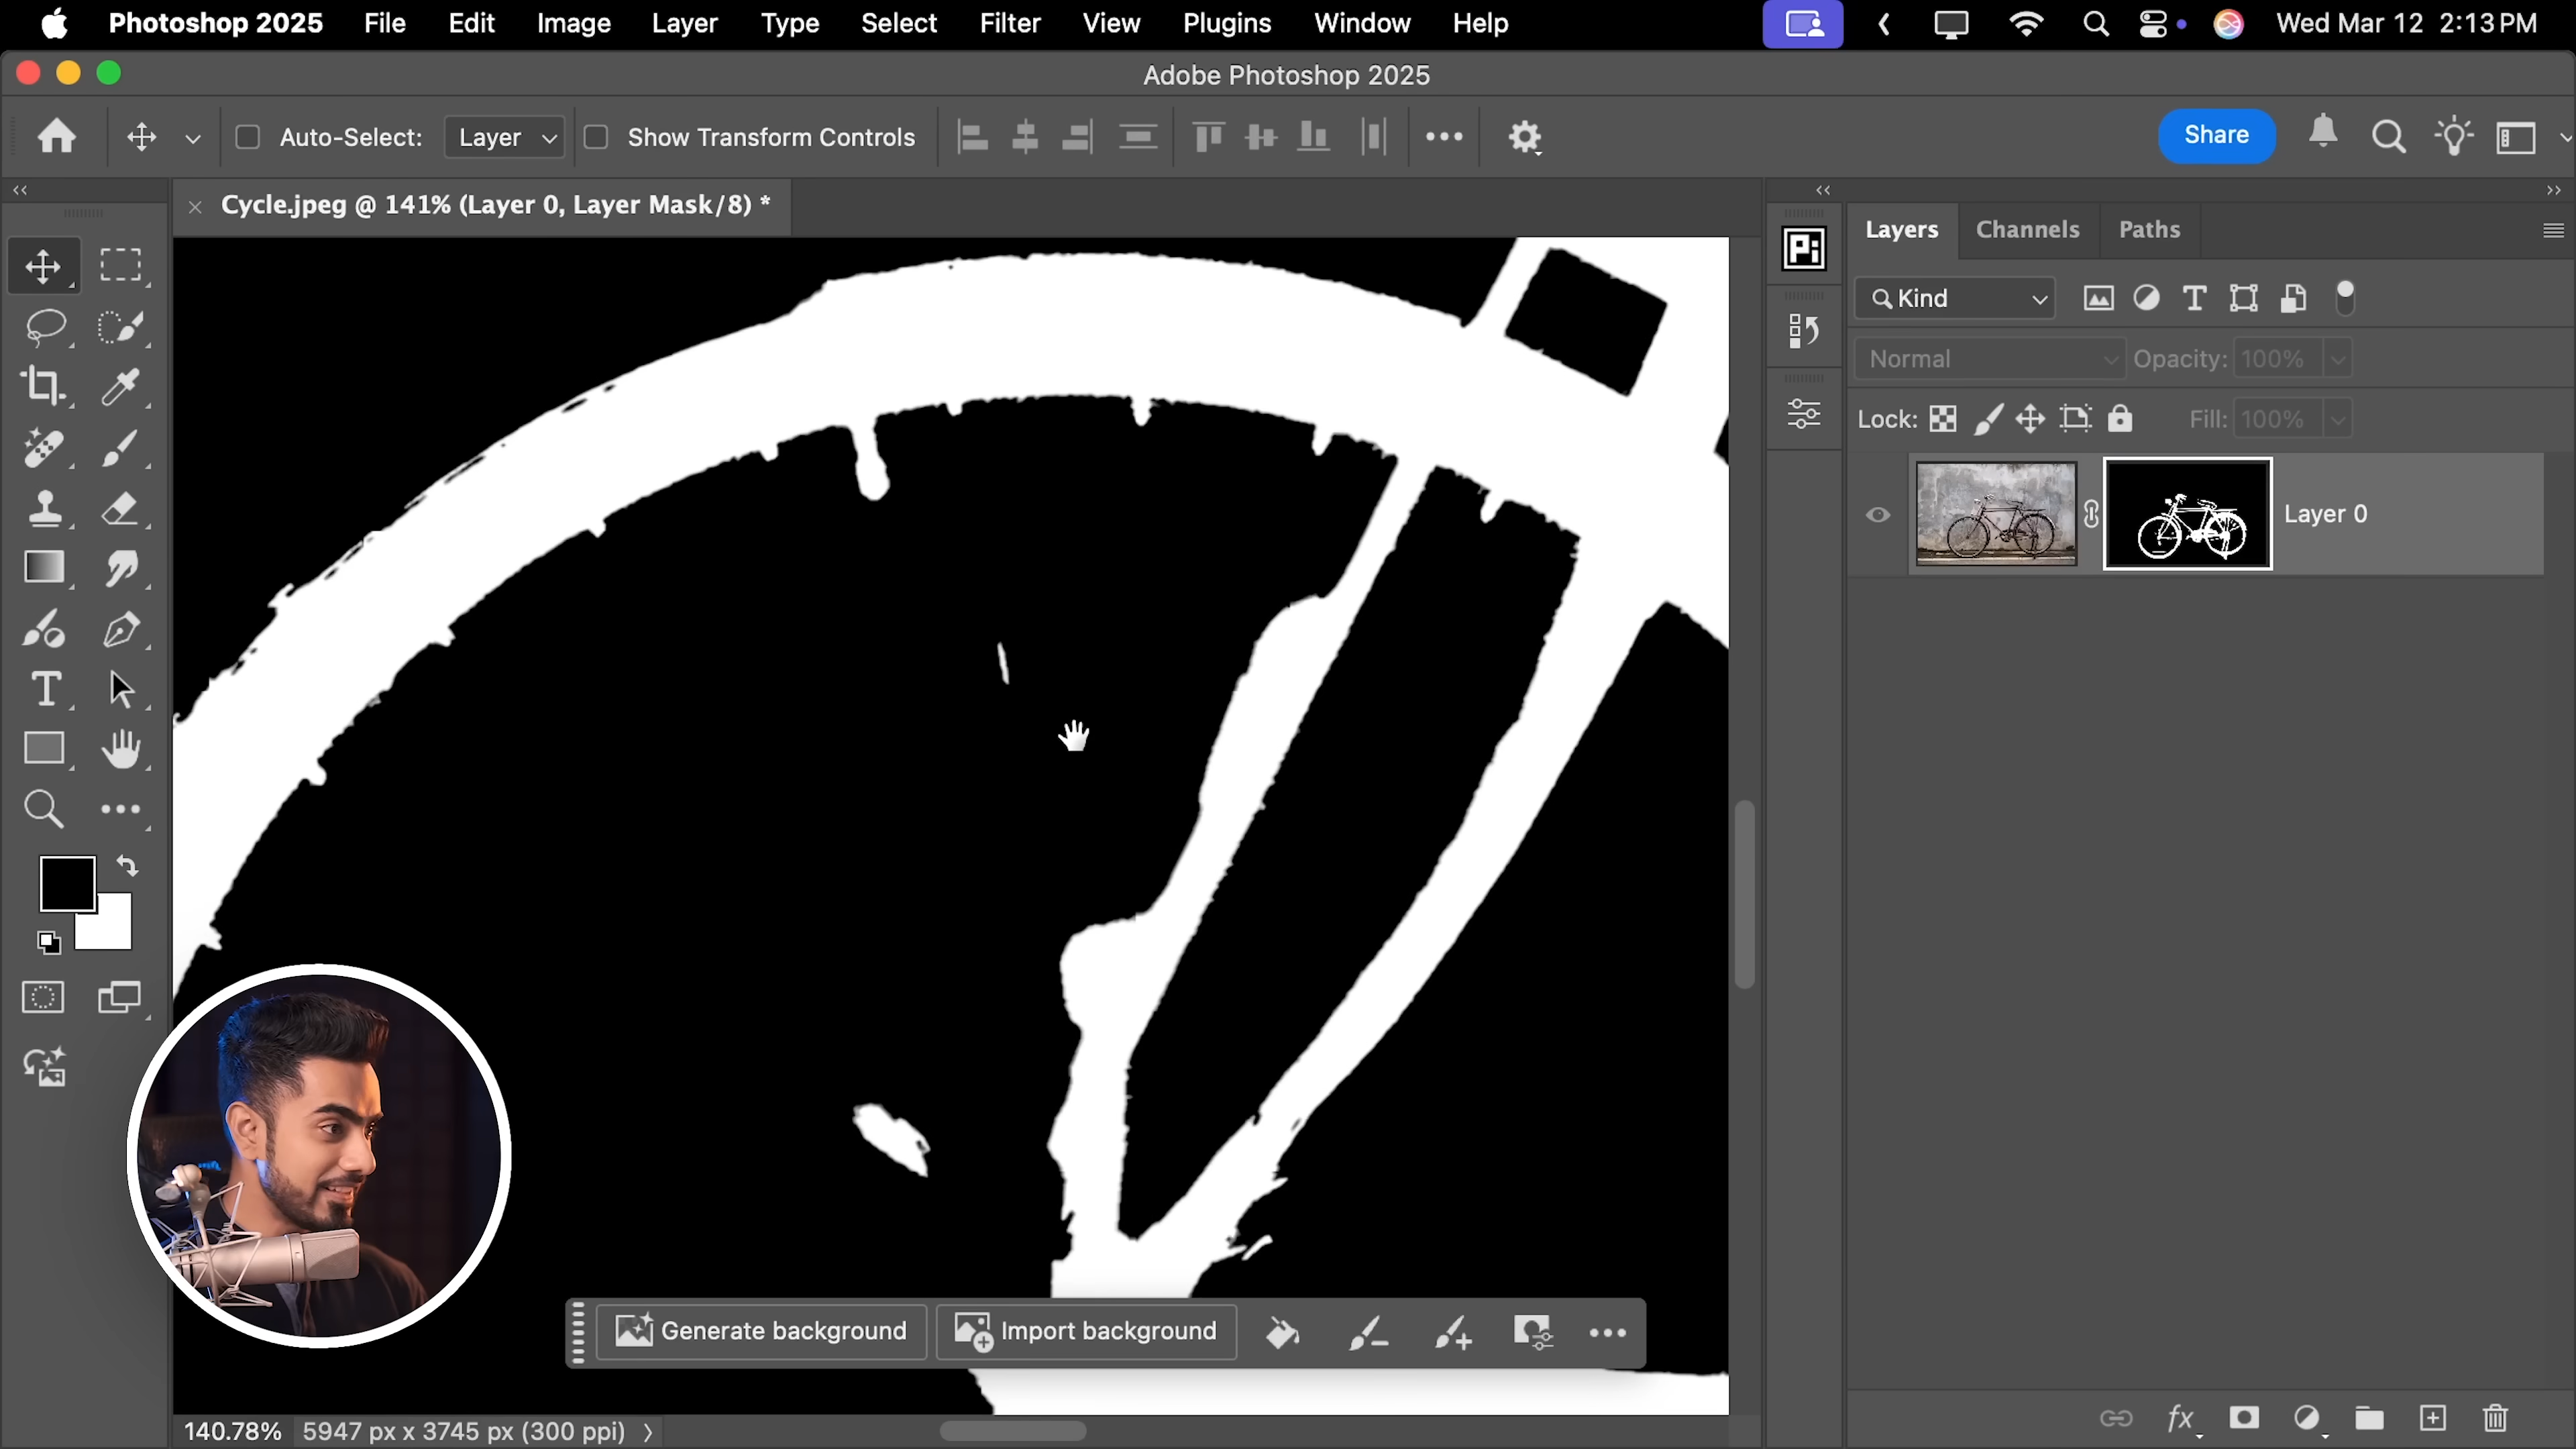 Photoshop 2025 File Edit Image Layer Type Select Filter View Plugins Window Help Wed Mar 12 2:13 PM
Adobe Photoshop 2025
Auto-Select: Layer Show Transform Controls Share
Cycle.jpeg @ 141% (Layer 0, Layer Mask/8) *
Pi
Layers Channels Paths
Kind
Normal Opacity: 100%
Lock: Fill: 100%
Layer 0
Generate background Import background
140.78% 5947 px x 3745 px (300 ppi)
fx